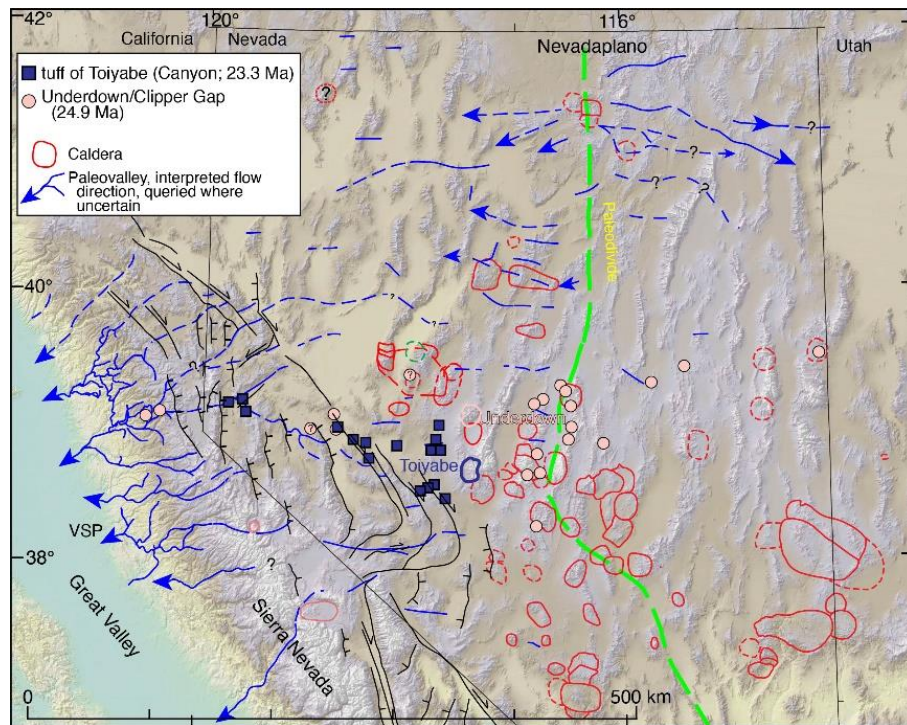 42°
120°
116°
California
Nevada
Nevadaplano
Utah
tuff of Toiyabe (Canyon; 23.3 Ma)
Underdown/Clipper Gap
(24.9 Ma)
Caldera
Paleovalley, interpreted flow
direction, queried where
uncertain
?
?
?
?
?
Paleodivide
40°
?
?
?
Underdown
?
Toiyabe
VSP
38°
?
Great Valley
Sierra Nevada
0
500 km